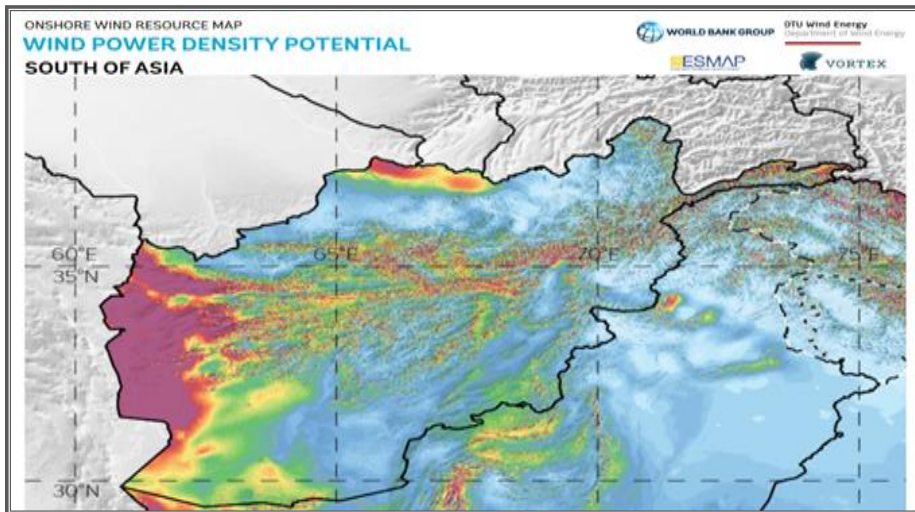 ONSHORE WIND RESOURCE MAP
WIND POWER DENSITY POTENTIAL
SOUTH OF ASIA
WORLD BANK GROUP
DTU Wind Energy
Department of Wind Energy
ESMAP
VORTEX
60°E
65°E
70°E
75°E
35°N
30°N